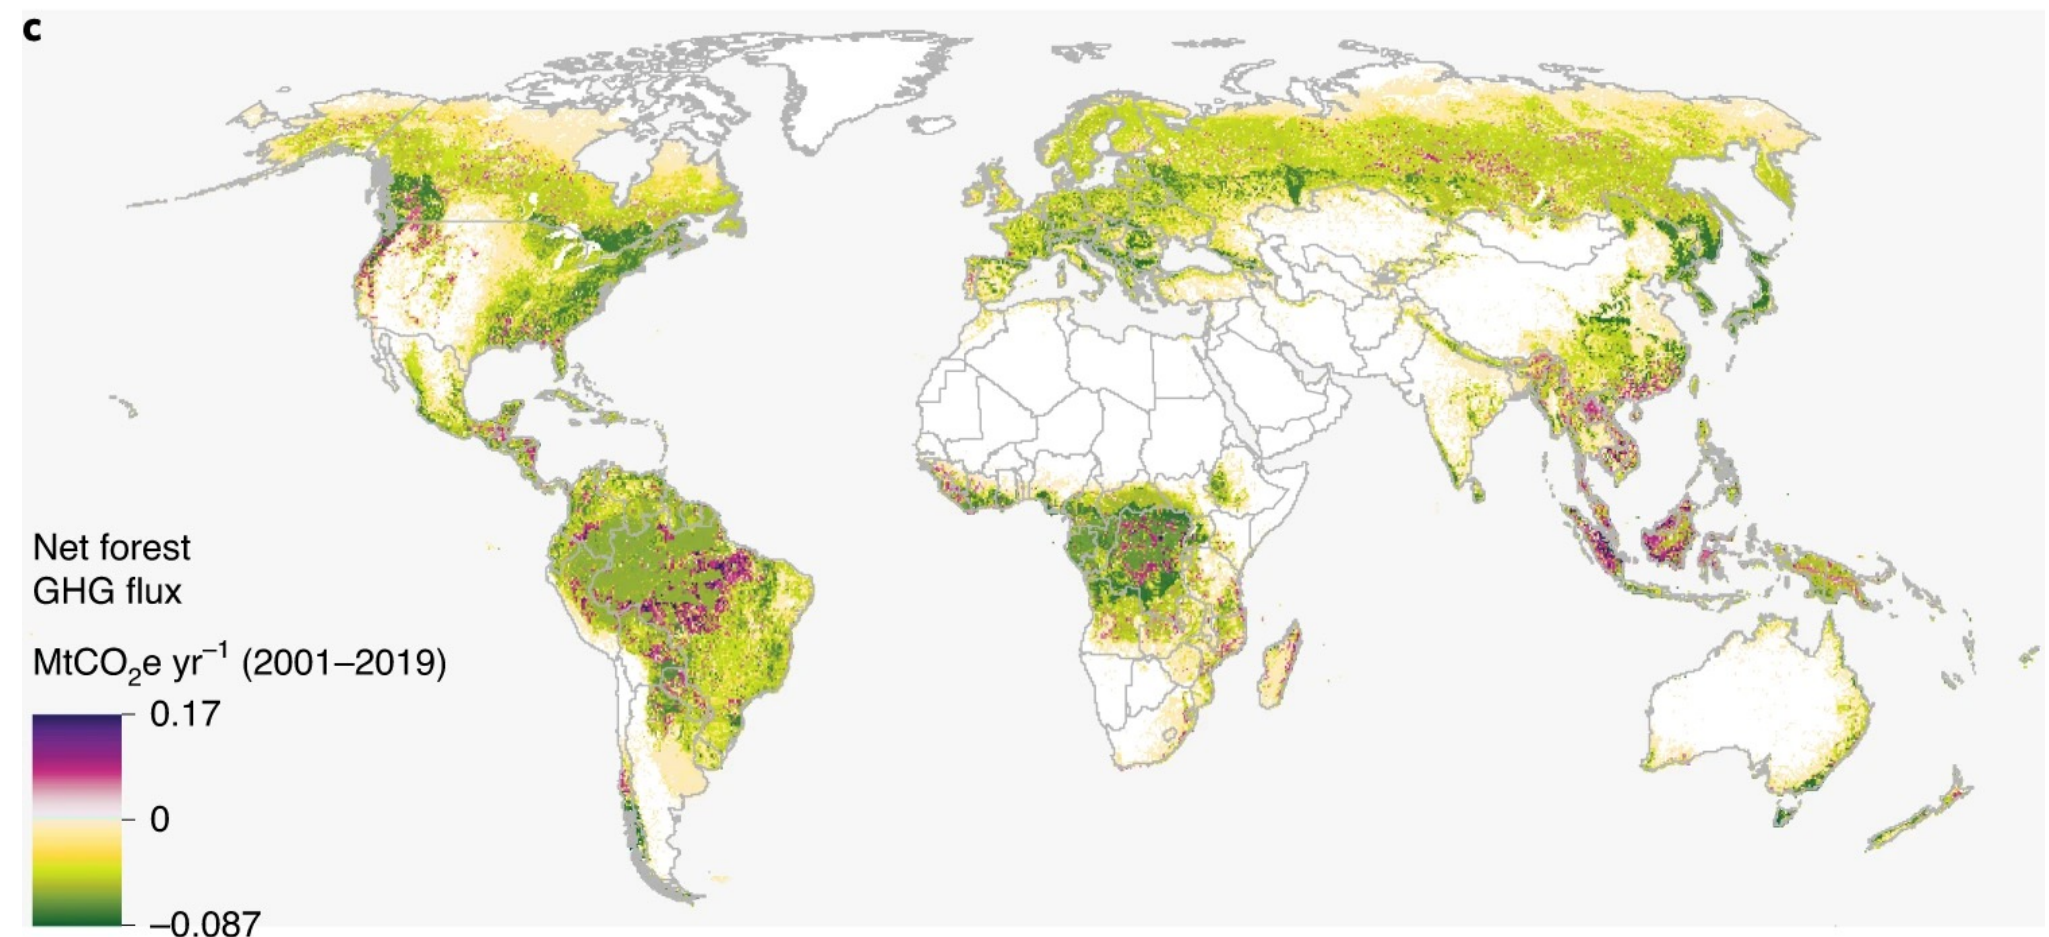 c
Net forest
GHG flux
MtCO₂e yr⁻¹ (2001–2019)
0.17
0
–0.087